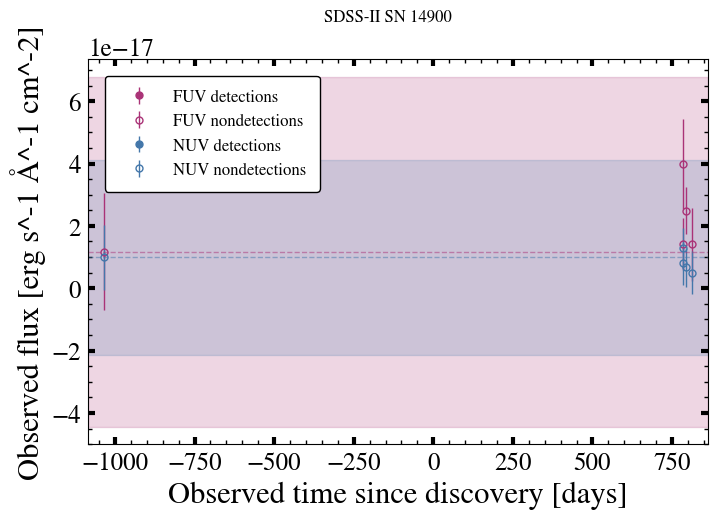 SDSS-II SN 14900
1e−17
FUV detections
FUV nondetections
NUV detections
NUV nondetections
6
4
2
0
−2
−4
Observed flux [erg s^-1 Å^-1 cm^-2]
−1000 −750 −500 −250 0 250 500 750
Observed time since discovery [days]